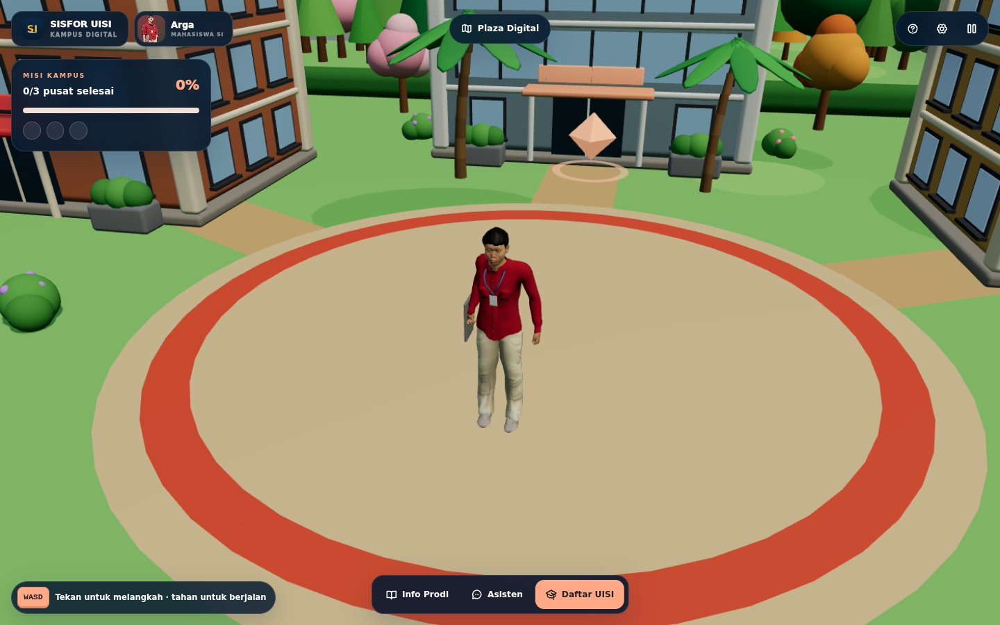 SI
SISFOR UISI
KAMPUS DIGITAL
Arga
MAHASISWA SI
Plaza Digital
MISI KAMPUS
0/3 pusat selesai
0%
WASD
Tekan untuk melangkah · tahan untuk berjalan
Info Prodi
Asisten
Daftar UISI